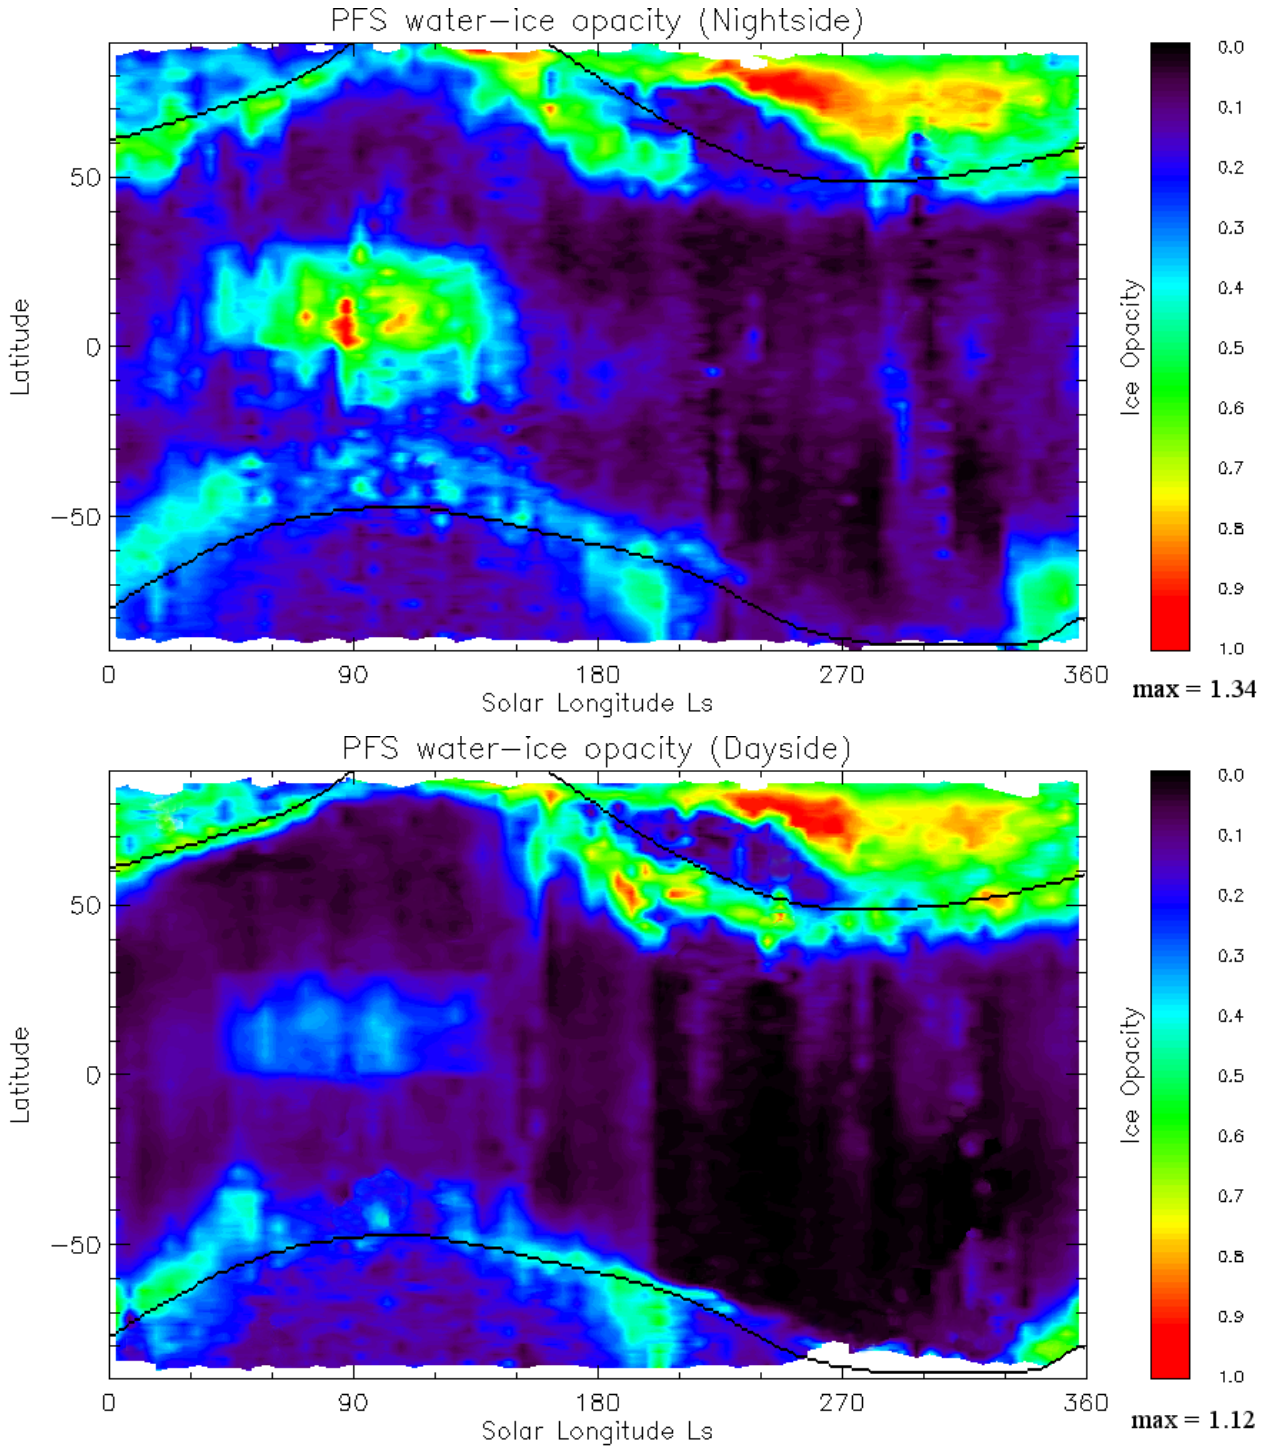 PFS water-ice opacity (Nightside)
50
0
-50
Latitude
0 90 180 270 360
Solar Longitude Ls
0.0
0.1
0.2
0.3
0.4
0.5
0.6
0.7
0.8
0.9
1.0
Ice Opacity
max = 1.34
PFS water-ice opacity (Dayside)
50
0
-50
Latitude
0 90 180 270 360
Solar Longitude Ls
0.0
0.1
0.2
0.3
0.4
0.5
0.6
0.7
0.8
0.9
1.0
Ice Opacity
max = 1.12